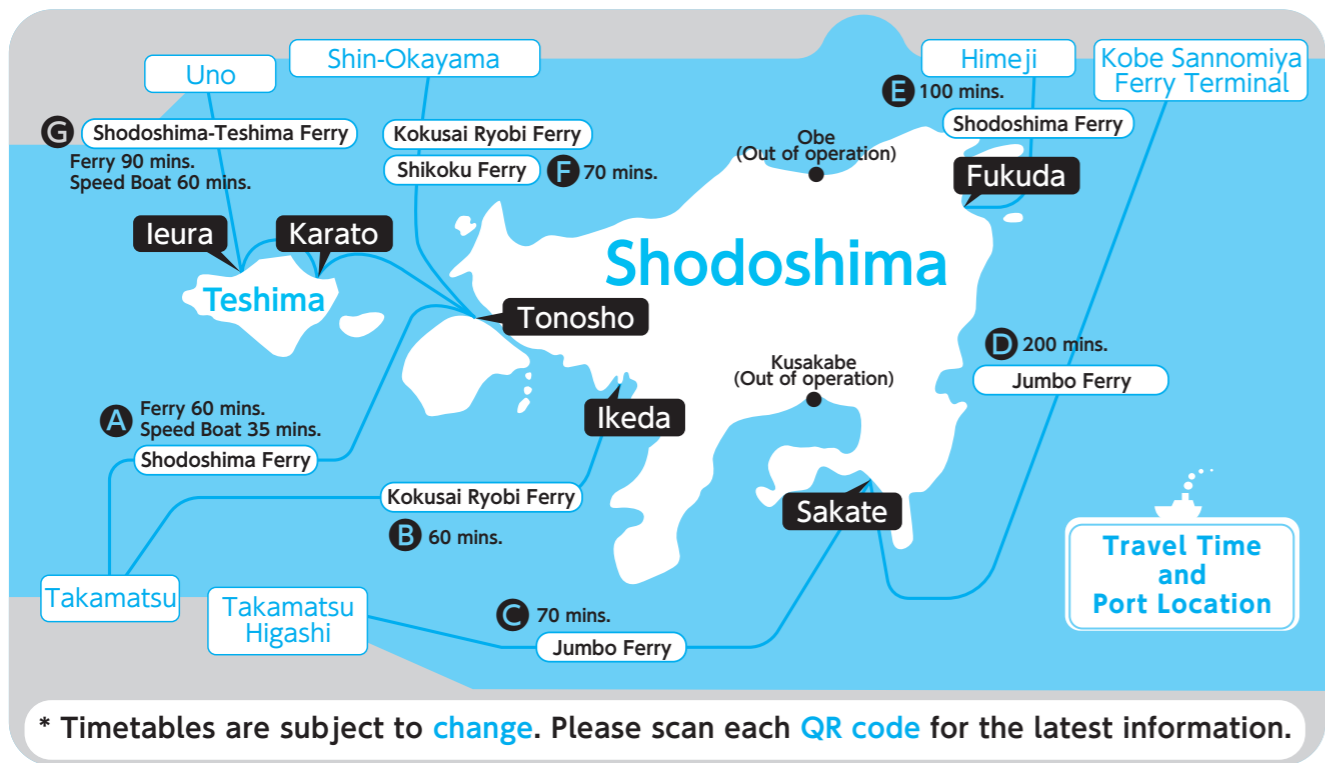 Uno
Shin-Okayama
Himeji
Kobe Sannomiya
Ferry Terminal
G Shodoshima-Teshima Ferry
Ferry 90 mins.
Speed Boat 60 mins.
Kokusai Ryobi Ferry
Shikoku Ferry F 70 mins.
E 100 mins.
Shodoshima Ferry
Obe
(Out of operation)
Fukuda
Ieura
Karato
Teshima
Shodoshima
Tonosho
D 200 mins.
Jumbo Ferry
Kusakabe
(Out of operation)
Ikeda
A Ferry 60 mins.
Speed Boat 35 mins.
Shodoshima Ferry
Kokusai Ryobi Ferry
B 60 mins.
Sakate
Travel Time
and
Port Location
Takamatsu
Takamatsu
Higashi
C 70 mins.
Jumbo Ferry
* Timetables are subject to change. Please scan each QR code for the latest information.